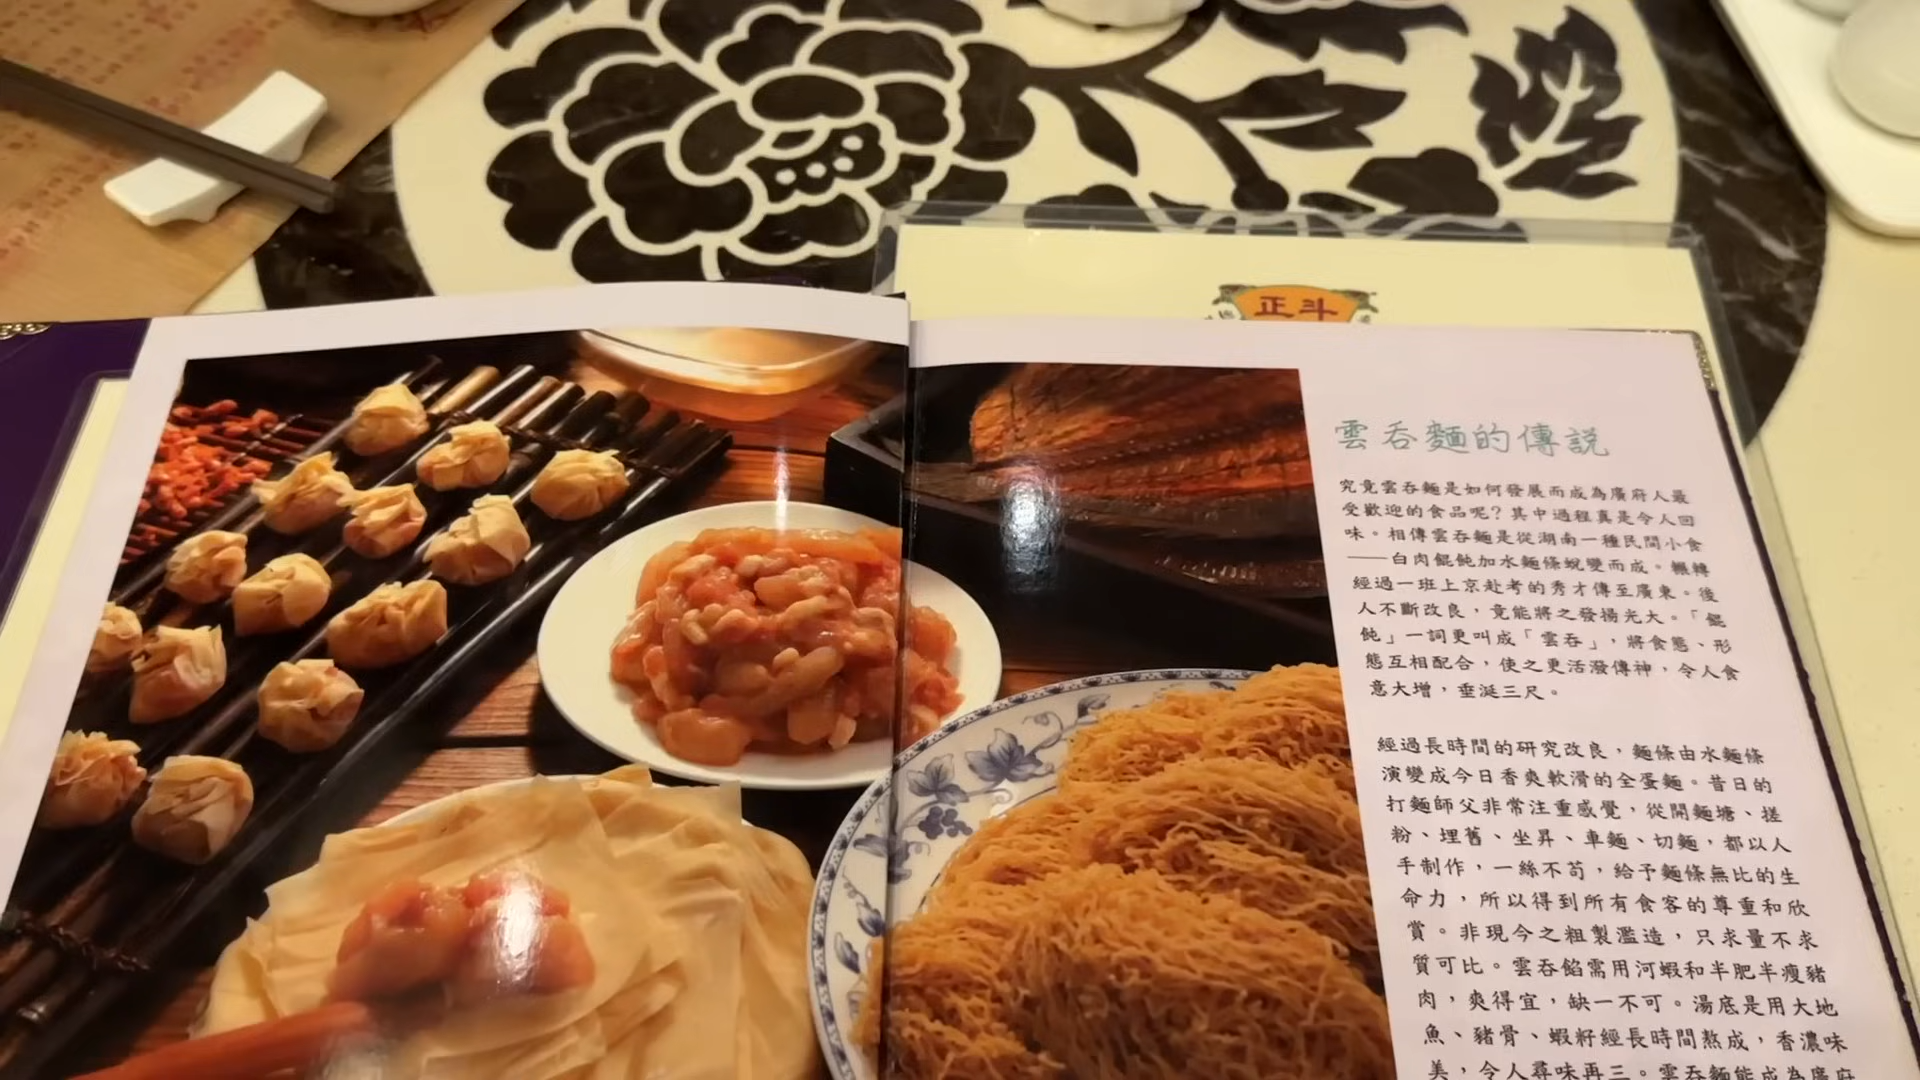 正斗
雲吞麵的傳說
究竟雲吞麵是如何發展而成為廣府人最
受歡迎的食品呢？其中過程真是令人回
味。相傳雲吞麵是從湖南一種民間小食
——白肉餛飩加水麵條蛻變而成。輾轉
經過一班上京赴考的秀才傳至廣東。後
人不斷改良，竟能將之發揚光大。「餛
飩」一詞更叫成「雲吞」，將食態、形
態互相配合，使之更活潑傳神，令人食
意大增，垂涎三尺。
經過長時間的研究改良，麵條由水麵條
演變成今日香爽軟滑的全蛋麵。昔日的
打麵師父非常注重感覺，從開麵塘、搓
粉、埋舊、坐昇、車麵、切麵，都以人
手制作，一絲不苟，給予麵條無比的生
命力，所以得到所有食客的尊重和欣
賞。非現今之粗製濫造，只求量不求
質可比。雲吞餡需用河蝦和半肥半瘦豬
肉，爽得宜，缺一不可。湯底是用大地
魚、豬骨、蝦籽經長時間熬成，香濃味
美，令人尋味再三。雲吞麵能成為廣府